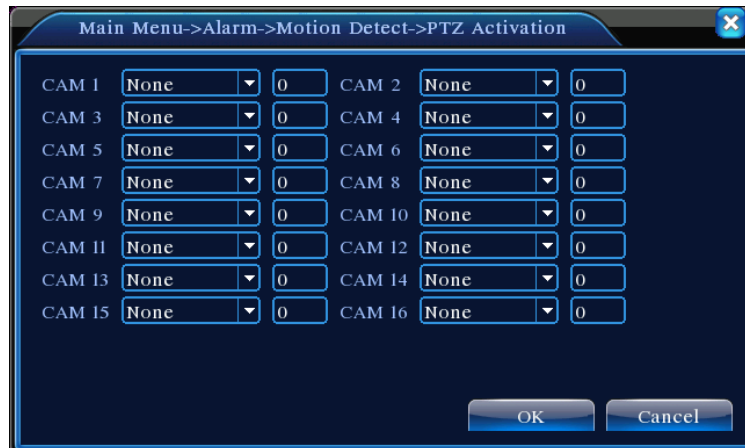 Main Menu->Alarm->Motion Detect->PTZ Activation
CAM 1 None 0 CAM 2 None 0
CAM 3 None 0 CAM 4 None 0
CAM 5 None 0 CAM 6 None 0
CAM 7 None 0 CAM 8 None 0
CAM 9 None 0 CAM 10 None 0
CAM 11 None 0 CAM 12 None 0
CAM 13 None 0 CAM 14 None 0
CAM 15 None 0 CAM 16 None 0
OK Cancel